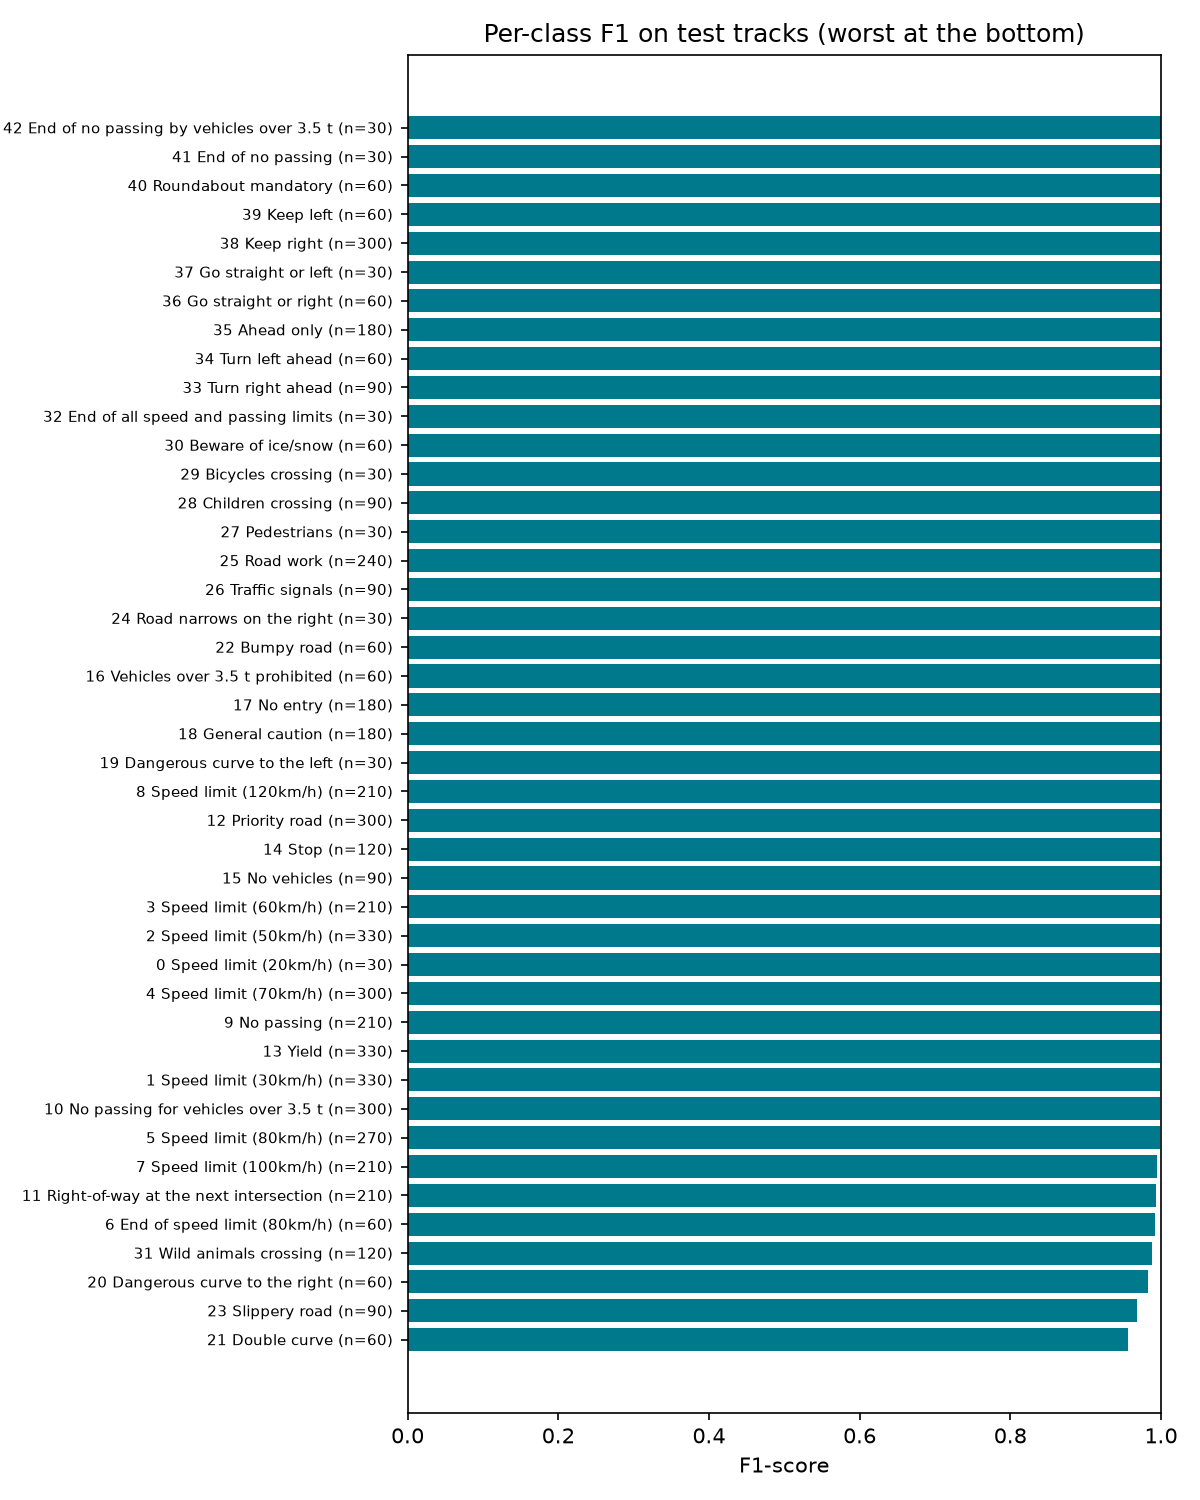 Per-class F1 on test tracks (worst at the bottom)
42 End of no passing by vehicles over 3.5 t (n=30)
41 End of no passing (n=30)
40 Roundabout mandatory (n=60)
39 Keep left (n=60)
38 Keep right (n=300)
37 Go straight or left (n=30)
36 Go straight or right (n=60)
35 Ahead only (n=180)
34 Turn left ahead (n=60)
33 Turn right ahead (n=90)
32 End of all speed and passing limits (n=30)
30 Beware of ice/snow (n=60)
29 Bicycles crossing (n=30)
28 Children crossing (n=90)
27 Pedestrians (n=30)
25 Road work (n=240)
26 Traffic signals (n=90)
24 Road narrows on the right (n=30)
22 Bumpy road (n=60)
16 Vehicles over 3.5 t prohibited (n=60)
17 No entry (n=180)
18 General caution (n=180)
19 Dangerous curve to the left (n=30)
8 Speed limit (120km/h) (n=210)
12 Priority road (n=300)
14 Stop (n=120)
15 No vehicles (n=90)
3 Speed limit (60km/h) (n=210)
2 Speed limit (50km/h) (n=330)
0 Speed limit (20km/h) (n=30)
4 Speed limit (70km/h) (n=300)
9 No passing (n=210)
13 Yield (n=330)
1 Speed limit (30km/h) (n=330)
10 No passing for vehicles over 3.5 t (n=300)
5 Speed limit (80km/h) (n=270)
7 Speed limit (100km/h) (n=210)
11 Right-of-way at the next intersection (n=210)
6 End of speed limit (80km/h) (n=60)
31 Wild animals crossing (n=120)
20 Dangerous curve to the right (n=60)
23 Slippery road (n=90)
21 Double curve (n=60)
0.0 0.2 0.4 0.6 0.8 1.0
F1-score